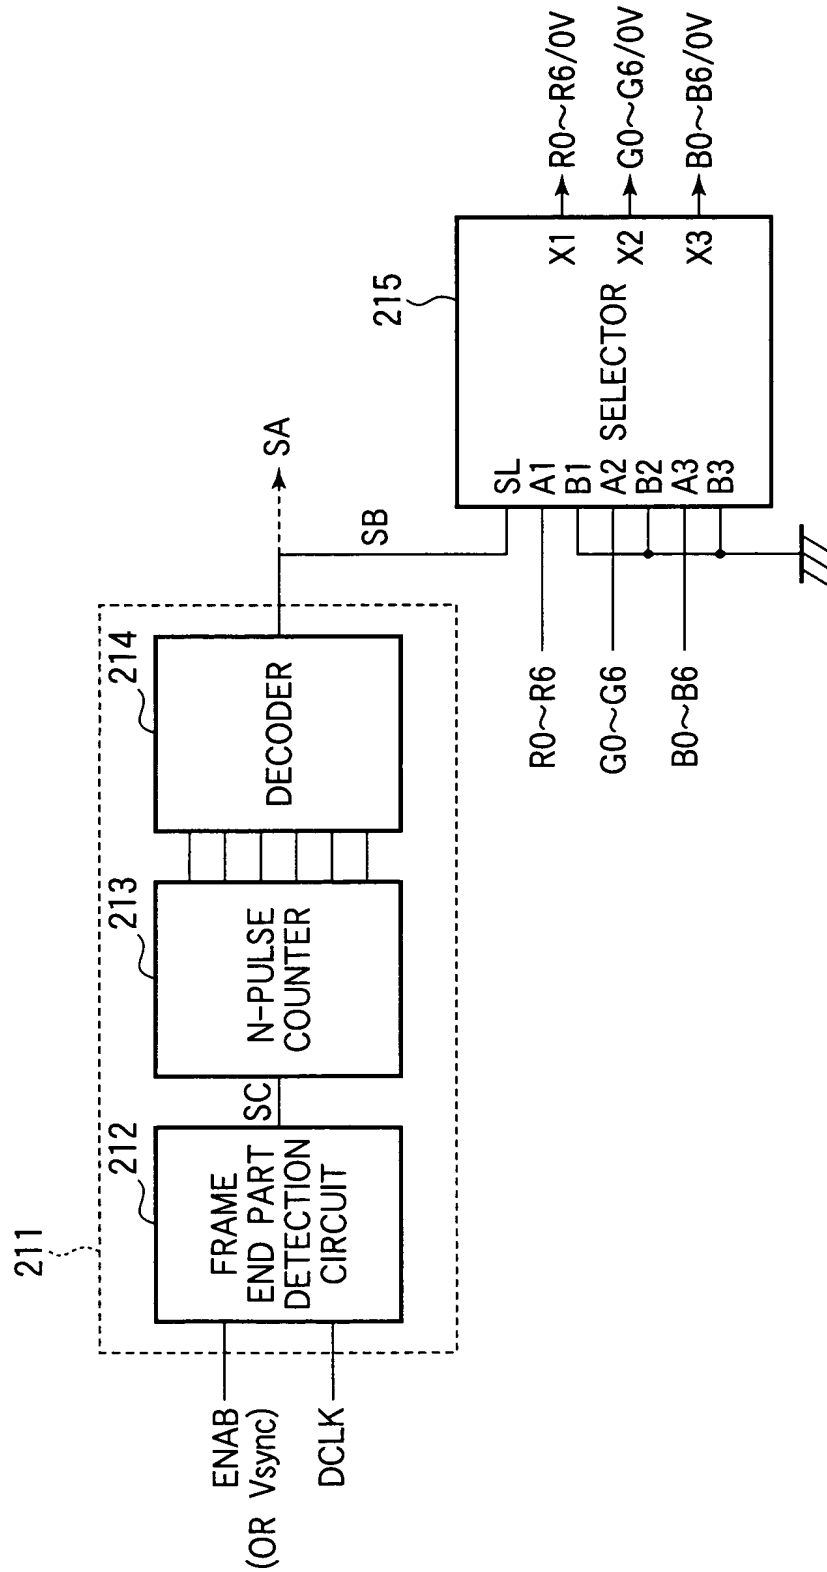 211
212
213
214
ENAB
(OR Vsync)
DCLK
FRAME
END PART
DETECTION
CIRCUIT
SC
N-PULSE
COUNTER
DECODER
SA
SB
215
R0~R6
G0~G6
B0~B6
SL
A1
B1
A2
B2
A3
B3
SELECTOR
X1
X2
X3
R0~R6/0V
G0~G6/0V
B0~B6/0V